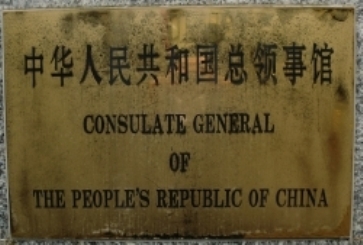 中华人民共和国总领事馆
CONSULATE GENERAL
OF
THE PEOPLE'S REPUBLIC OF CHINA